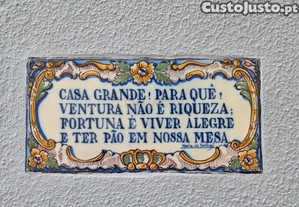 CustoJusto.pt
CASA GRANDE! PARA QUÊ!
VENTURA NÃO É RIQUEZA;
FORTUNA É VIVER ALEGRE
E TER PÃO EM NOSSA MESA